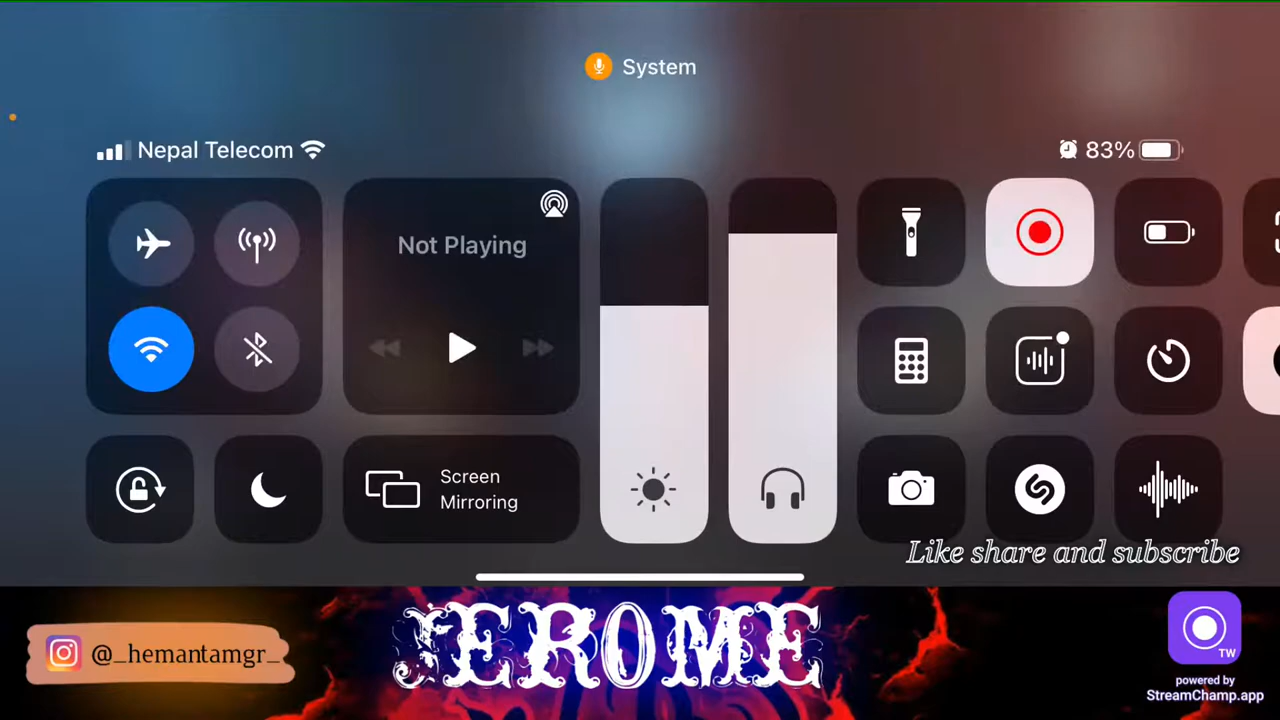 System
Nepal Telecom
83%
Not Playing
Screen
Mirroring
Like share and subscribe
@_hemantamgr_
JEROME
TW
powered by
StreamChamp.app